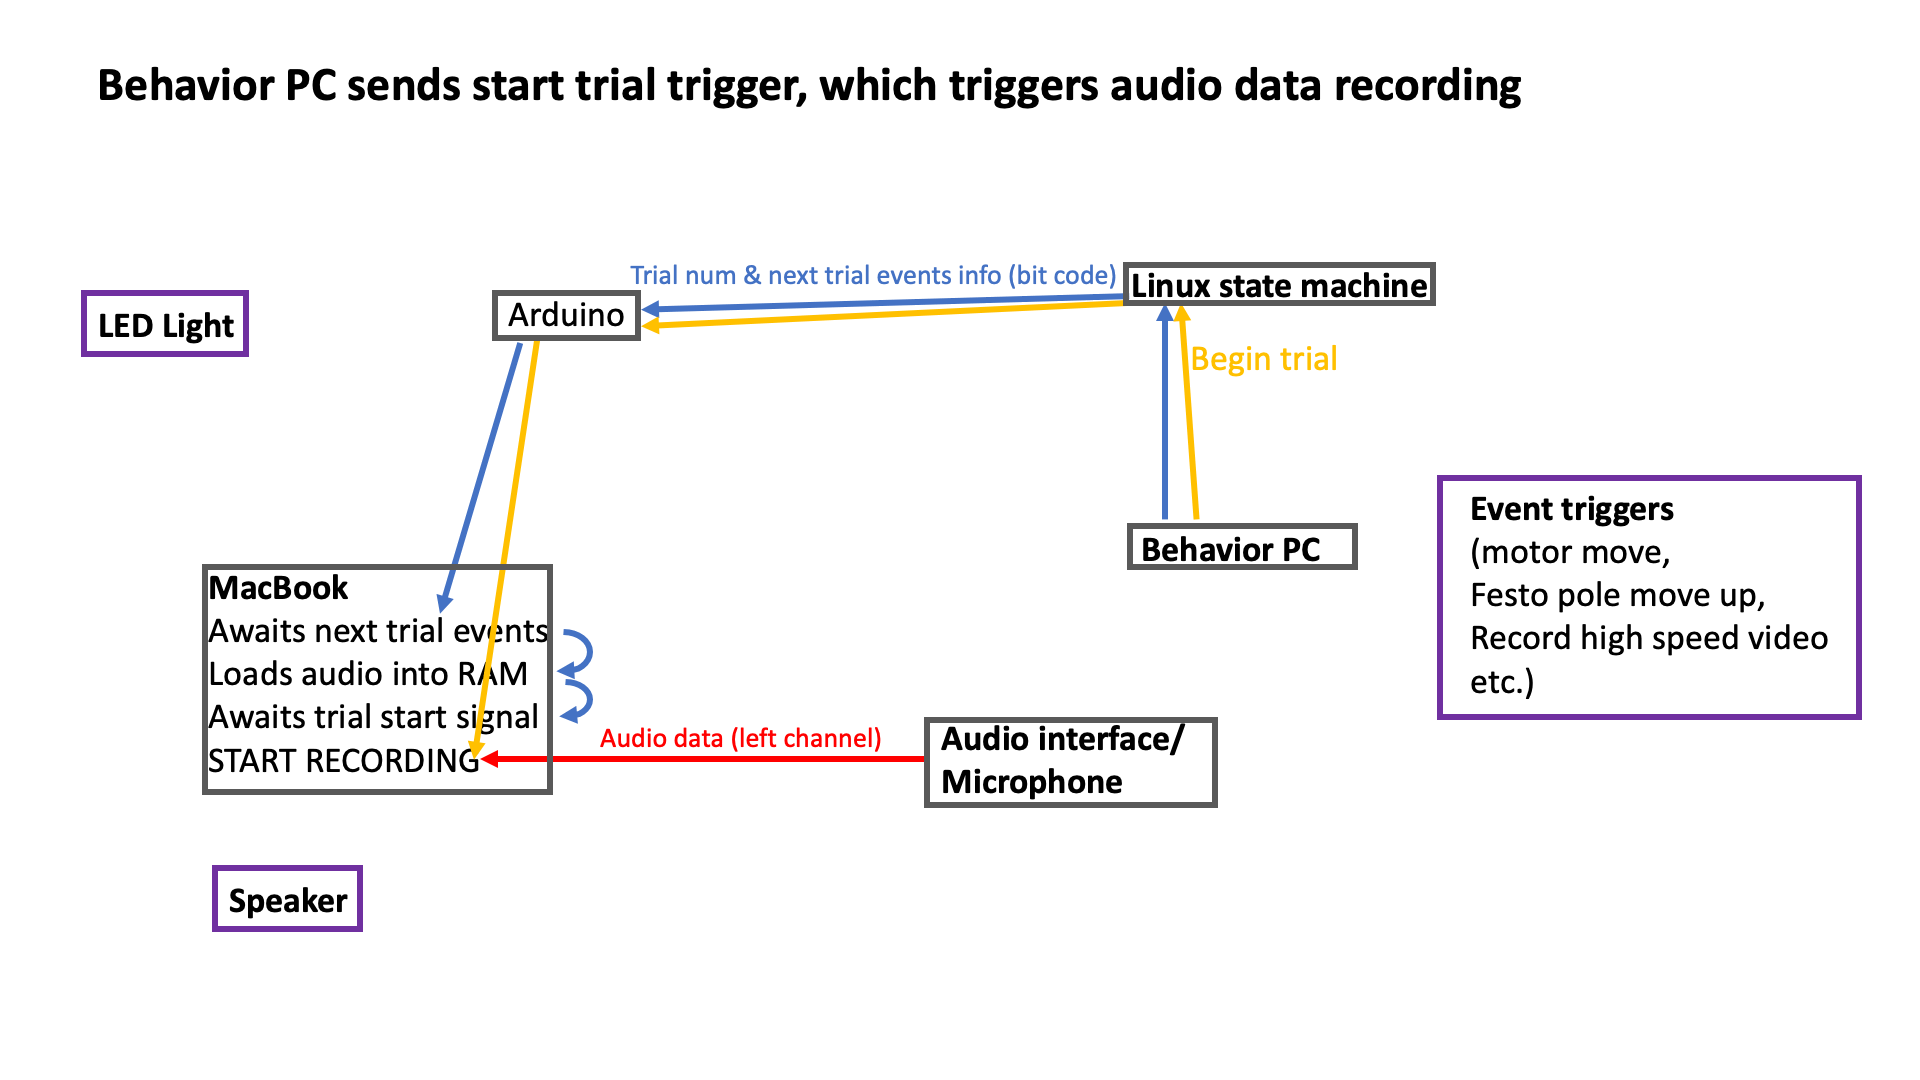 Behavior PC sends start trial trigger, which triggers audio data recording
Trial num & next trial events info (bit code)
Linux state machine
LED Light
Arduino
Begin trial
Behavior PC
Event triggers
(motor move,
Festo pole move up,
Record high speed video
etc.)
MacBook
Awaits next trial events
Loads audio into RAM
Awaits trial start signal
START RECORDING
Audio data (left channel)
Audio interface/
Microphone
Speaker